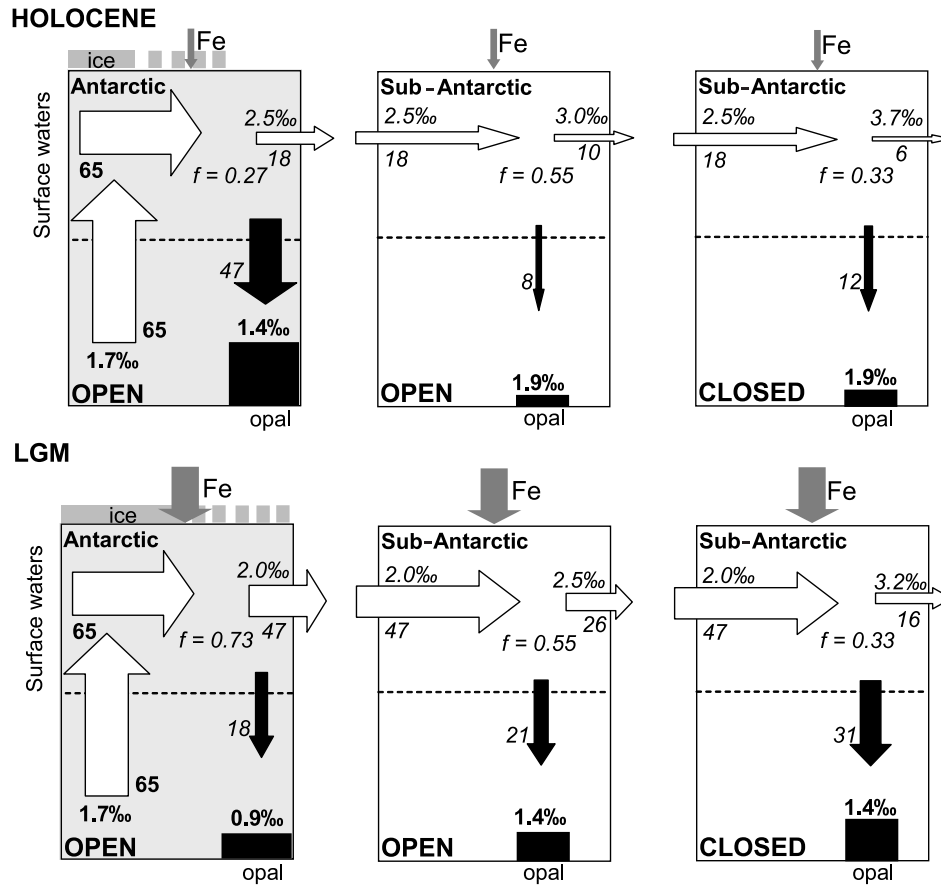 HOLOCENE
Fe
Fe
Fe
ice
Antarctic
Sub-Antarctic
Sub-Antarctic
Surface waters
2.5‰
18
65
f = 0.27
47
65
1.7‰
1.4‰
OPEN
opal
2.5‰
18
3.0‰
10
f = 0.55
8
1.9‰
OPEN
opal
2.5‰
18
3.7‰
6
f = 0.33
12
1.9‰
CLOSED
opal
LGM
Fe
Fe
Fe
ice
Antarctic
Sub-Antarctic
Sub-Antarctic
Surface waters
2.0‰
47
65
f = 0.73
18
65
1.7‰
0.9‰
OPEN
opal
2.0‰
47
2.5‰
26
f = 0.55
21
1.4‰
OPEN
opal
2.0‰
47
3.2‰
16
f = 0.33
31
1.4‰
CLOSED
opal